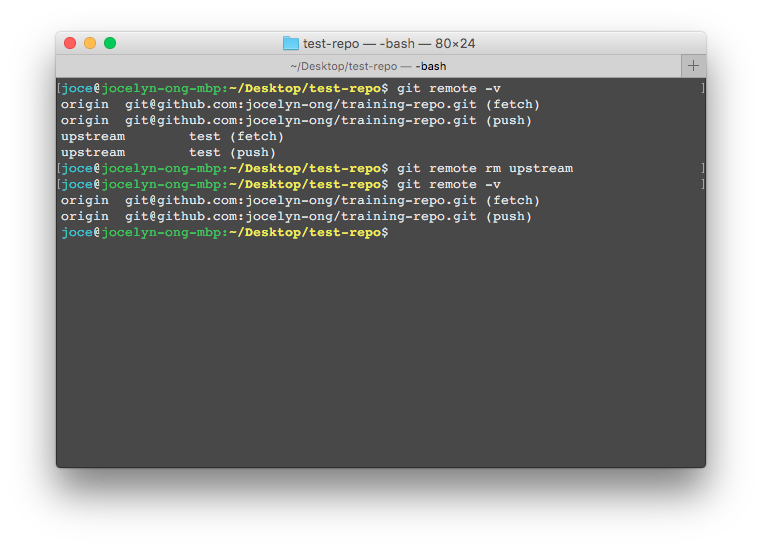 test-repo — -bash — 80×24
~/Desktop/test-repo — -bash
[joce@jocelyn-ong-mbp:~/Desktop/test-repo$ git remote -v ]
origin  git@github.com:jocelyn-ong/training-repo.git (fetch)
origin  git@github.com:jocelyn-ong/training-repo.git (push)
upstream        test (fetch)
upstream        test (push)
[joce@jocelyn-ong-mbp:~/Desktop/test-repo$ git remote rm upstream ]
[joce@jocelyn-ong-mbp:~/Desktop/test-repo$ git remote -v ]
origin  git@github.com:jocelyn-ong/training-repo.git (fetch)
origin  git@github.com:jocelyn-ong/training-repo.git (push)
joce@jocelyn-ong-mbp:~/Desktop/test-repo$